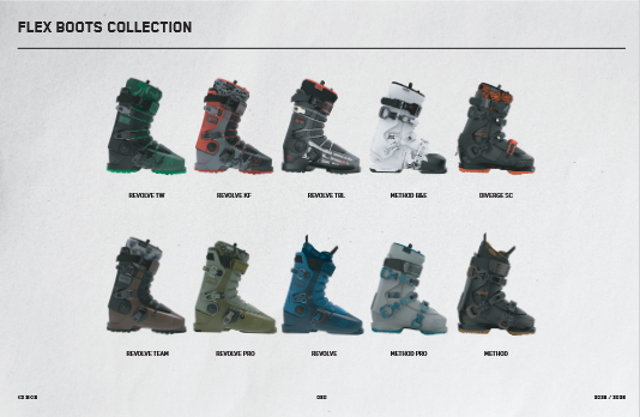 FLEX BOOTS COLLECTION
REVOLVE TW
REVOLVE KF
REVOLVE TBL
METHOD B&E
DIVERGE SC
REVOLVE TEAM
REVOLVE PRO
REVOLVE
METHOD PRO
METHOD